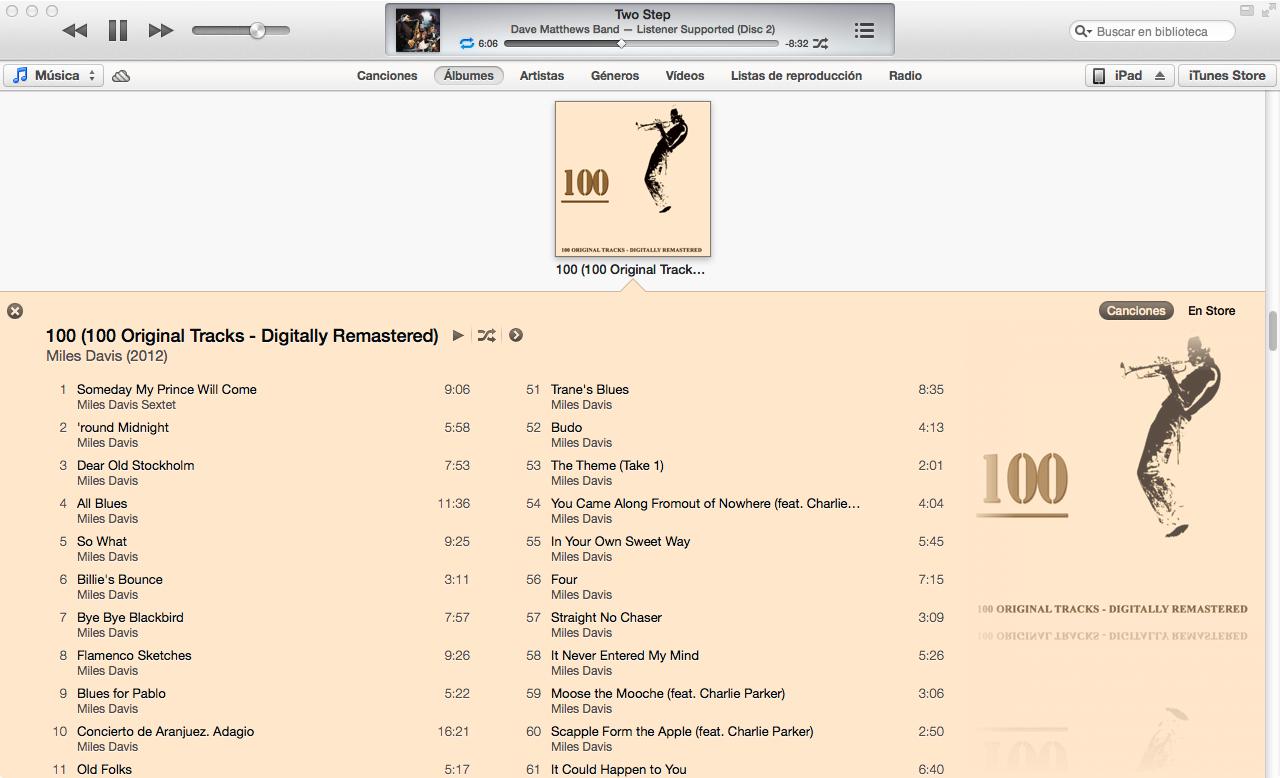 Two Step
Dave Matthews Band — Listener Supported (Disc 2)
6:06 -8:32
Buscar en biblioteca
Música Canciones Álbumes Artistas Géneros Vídeos Listas de reproducción Radio iPad iTunes Store
100
100 ORIGINAL TRACKS - DIGITALLY REMASTERED
100 (100 Original Track…
Canciones En Store
100 (100 Original Tracks - Digitally Remastered)
Miles Davis (2012)
1 Someday My Prince Will Come 9:06
Miles Davis Sextet
2 'round Midnight 5:58
Miles Davis
3 Dear Old Stockholm 7:53
Miles Davis
4 All Blues 11:36
Miles Davis
5 So What 9:25
Miles Davis
6 Billie's Bounce 3:11
Miles Davis
7 Bye Bye Blackbird 7:57
Miles Davis
8 Flamenco Sketches 9:26
Miles Davis
9 Blues for Pablo 5:22
Miles Davis
10 Concierto de Aranjuez. Adagio 16:21
Miles Davis
11 Old Folks 5:17
51 Trane's Blues 8:35
Miles Davis
52 Budo 4:13
Miles Davis
53 The Theme (Take 1) 2:01
Miles Davis
54 You Came Along Fromout of Nowhere (feat. Charlie… 4:04
Miles Davis
55 In Your Own Sweet Way 5:45
Miles Davis
56 Four 7:15
Miles Davis
57 Straight No Chaser 3:09
Miles Davis
58 It Never Entered My Mind 5:26
Miles Davis
59 Moose the Mooche (feat. Charlie Parker) 3:06
Miles Davis
60 Scapple Form the Apple (feat. Charlie Parker) 2:50
Miles Davis
61 It Could Happen to You 6:40
100
100 ORIGINAL TRACKS - DIGITALLY REMASTERED